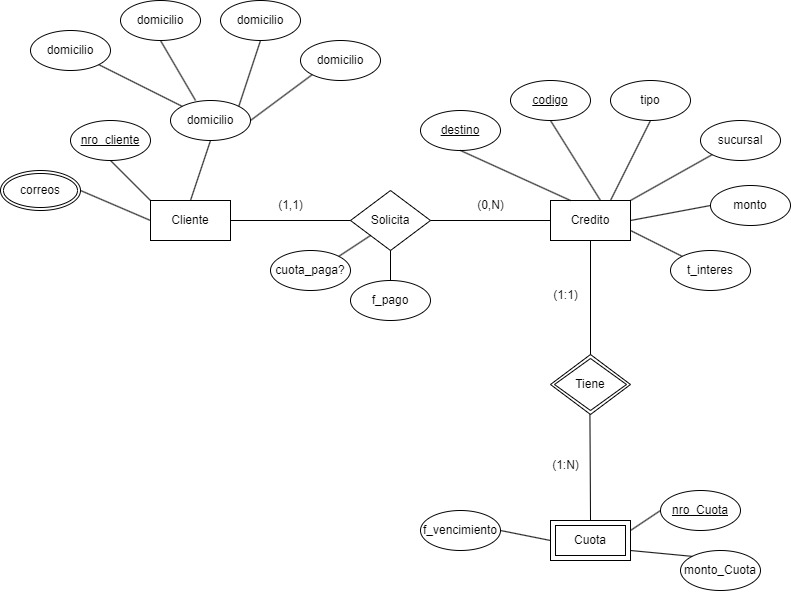 domicilio
domicilio
domicilio
domicilio
domicilio
nro_cliente
correos
Cliente
(1,1)
Solicita
(0,N)
cuota_paga?
f_pago
destino
codigo
tipo
sucursal
monto
t_interes
Credito
(1:1)
Tiene
(1:N)
f_vencimiento
Cuota
nro_Cuota
monto_Cuota